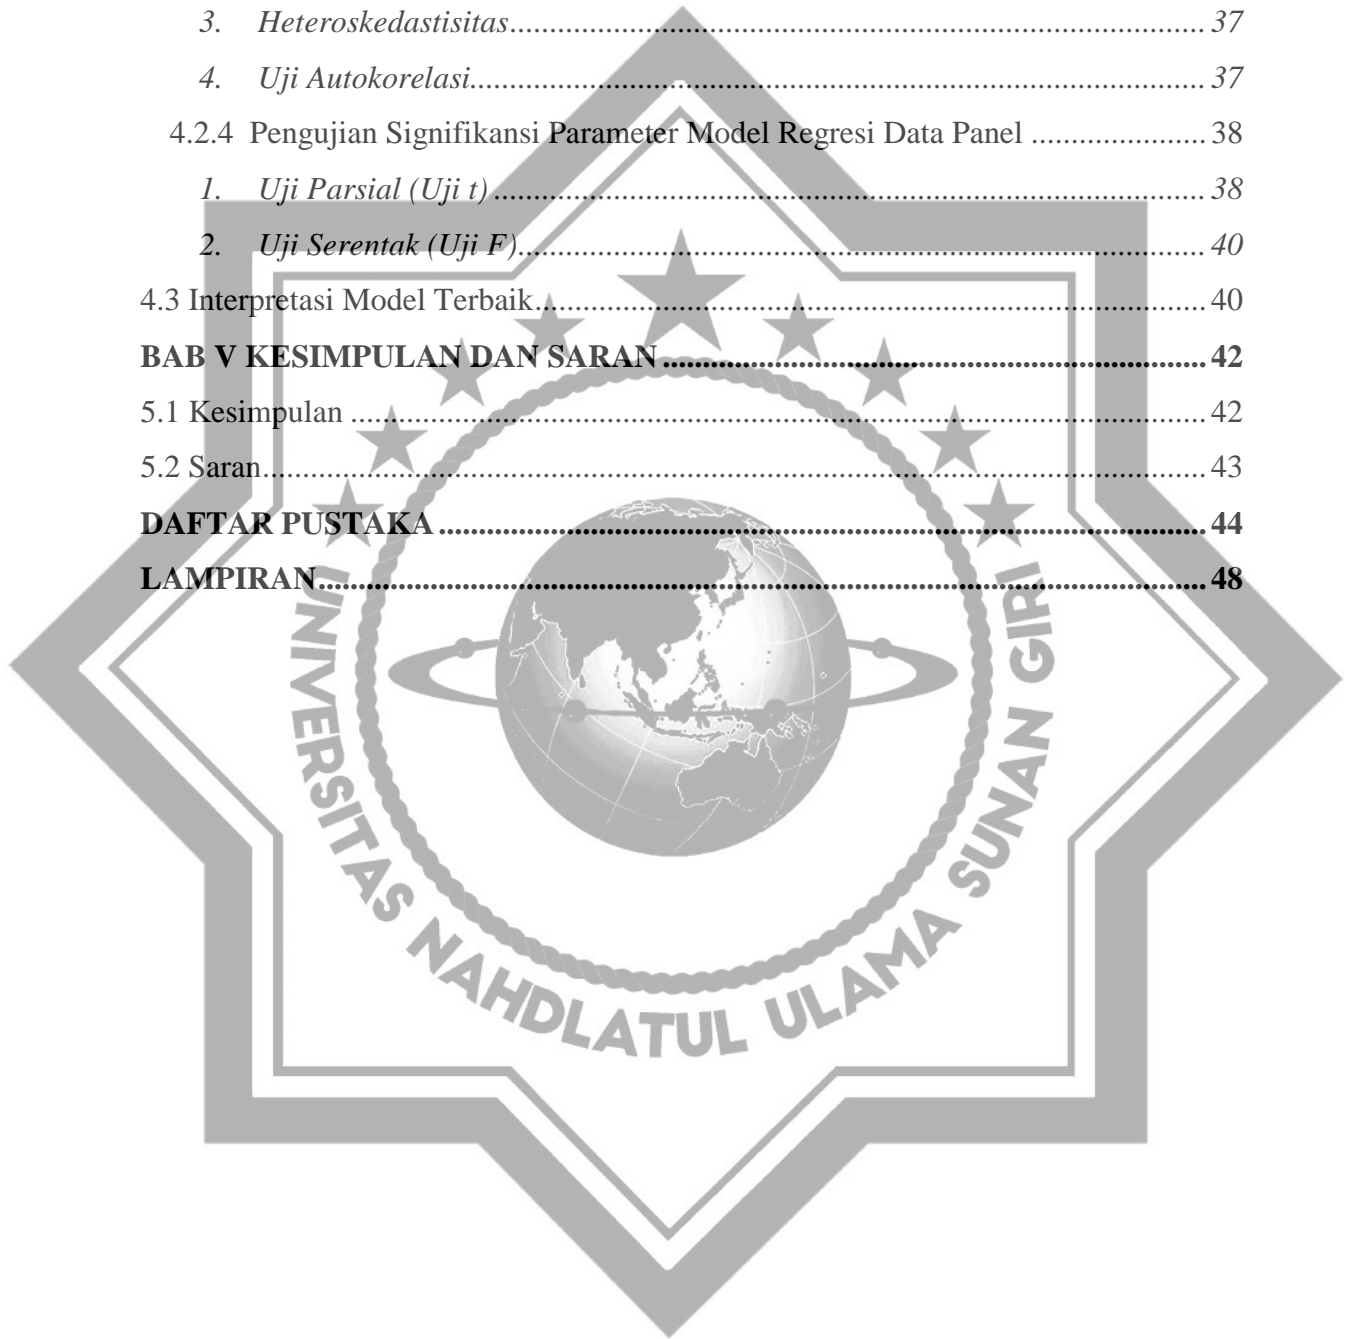 3. Heteroskedastisitas 37
4. Uji Autokorelasi 37
4.2.4 Pengujian Signifikansi Parameter Model Regresi Data Panel 38
1. Uji Parsial (Uji t) 38
2. Uji Serentak (Uji F) 40
4.3 Interpretasi Model Terbaik 40
BAB V KESIMPULAN DAN SARAN 42
5.1 Kesimpulan 42
5.2 Saran 43
DAFTAR PUSTAKA 44
LAMPIRAN 48
UNIVERSITAS NAHDLATUL ULAMA SUNAN GIRI